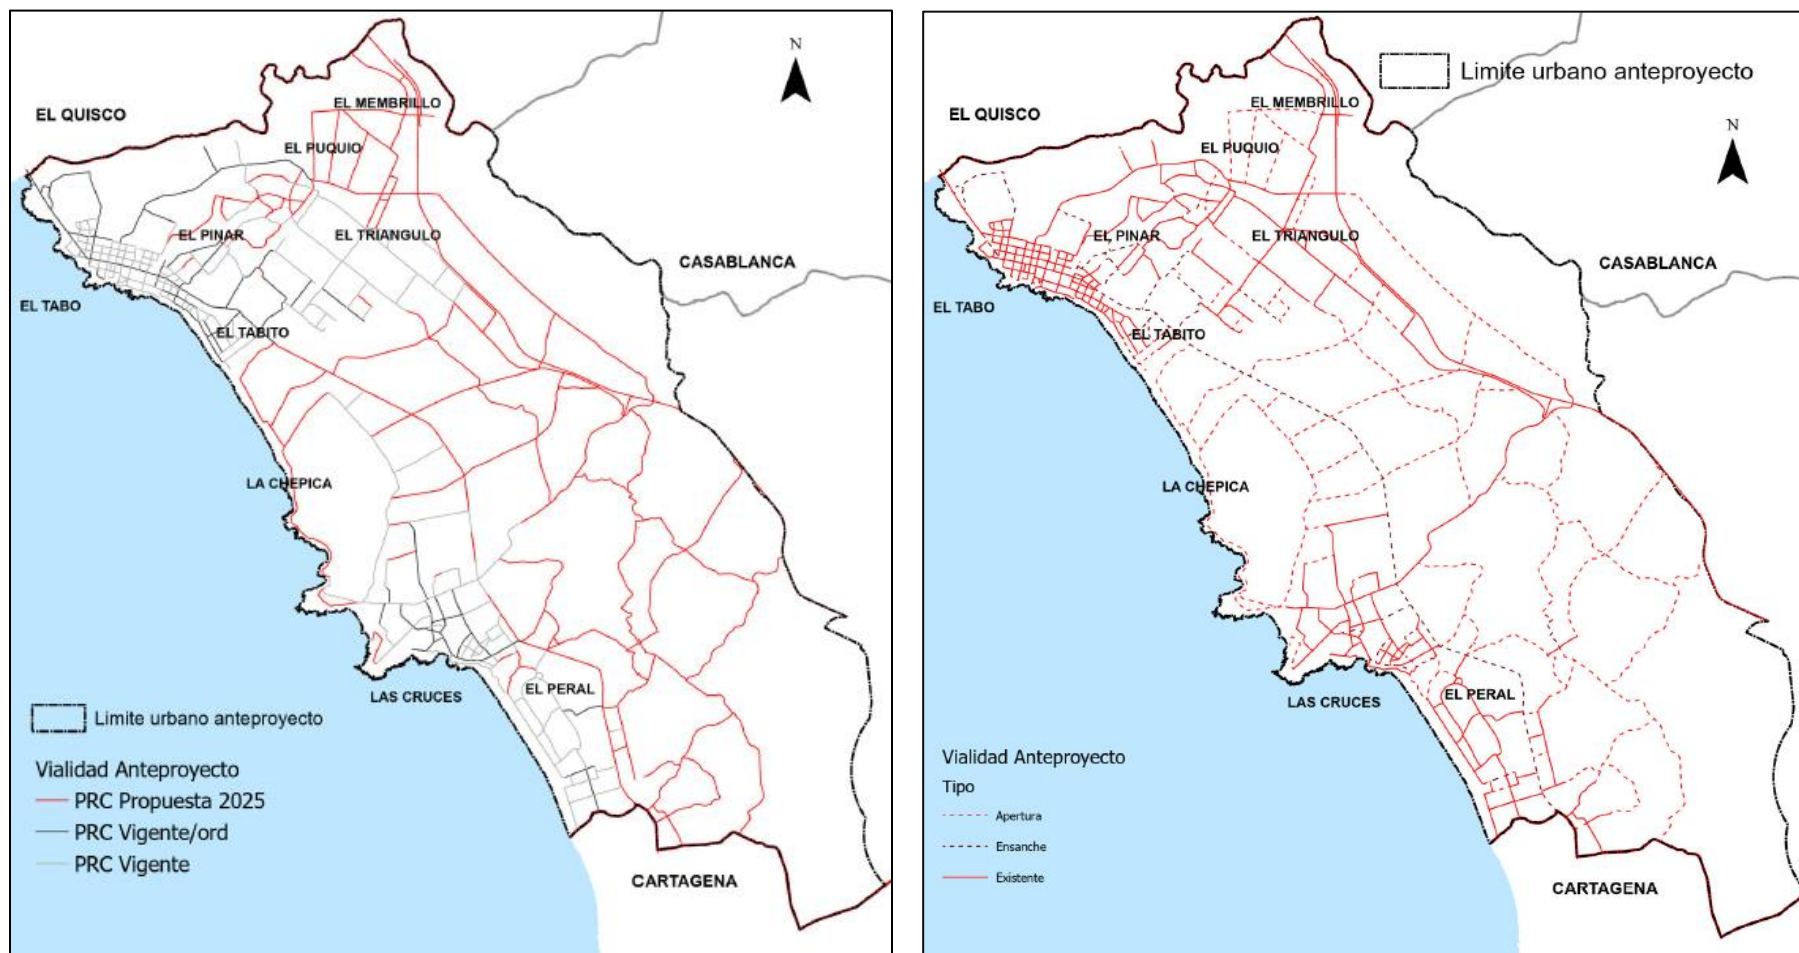 N
EL MEMBRILLO
EL QUISCO
EL PUQUIO
EL PINAR
EL TRIANGULO
CASABLANCA
EL TABO
EL TABITO
LA CHEPICA
EL PERAL
LAS CRUCES
Limite urbano anteproyecto
Vialidad Anteproyecto
PRC Propuesta 2025
PRC Vigente/ord
PRC Vigente
CARTAGENA
Limite urbano anteproyecto
EL MEMBRILLO
EL QUISCO
N
EL PUQUIO
EL PINAR
EL TRIANGULO
CASABLANCA
EL TABO
EL TABITO
LA CHEPICA
EL PERAL
LAS CRUCES
Vialidad Anteproyecto
Tipo
Apertura
Ensanche
Existente
CARTAGENA